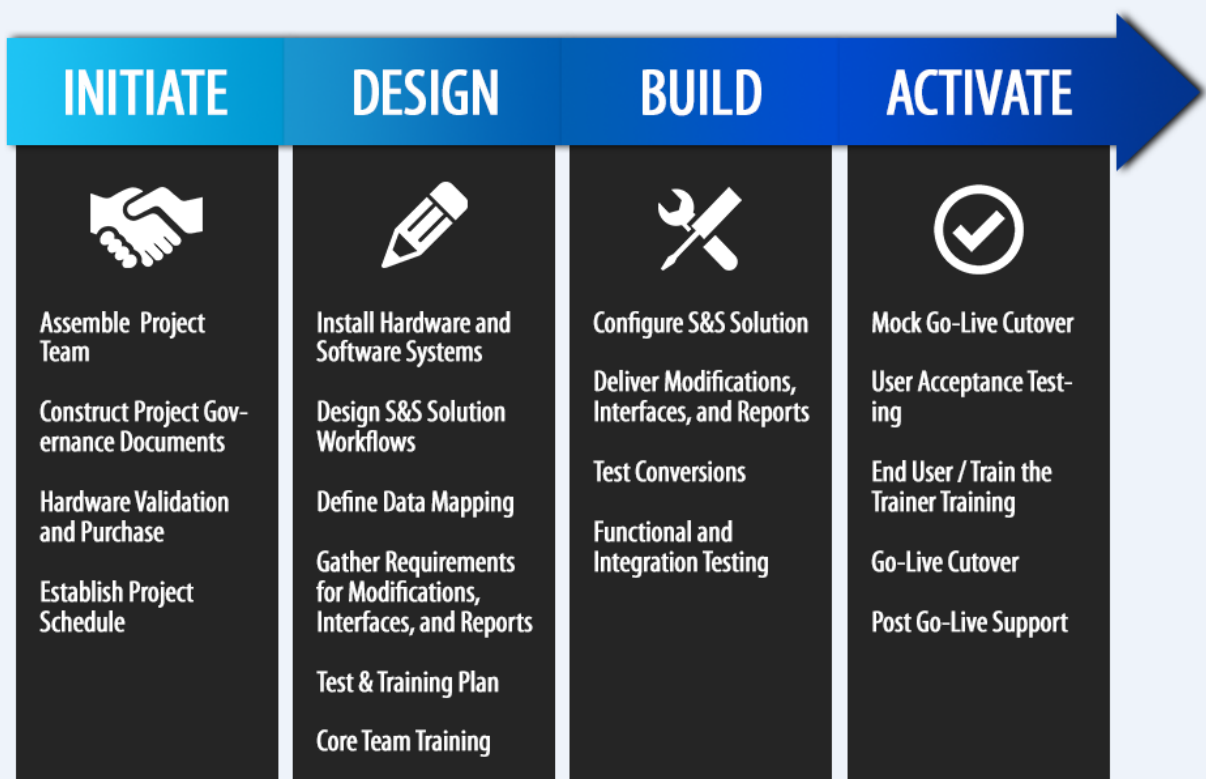 INITIATE
DESIGN
BUILD
ACTIVATE
Assemble Project
Team
Construct Project Gov-
ernance Documents
Hardware Validation
and Purchase
Establish Project
Schedule
Install Hardware and
Software Systems
Design S&S Solution
Workflows
Define Data Mapping
Gather Requirements
for Modifications,
Interfaces, and Reports
Test & Training Plan
Core Team Training
Configure S&S Solution
Deliver Modifications,
Interfaces, and Reports
Test Conversions
Functional and
Integration Testing
Mock Go-Live Cutover
User Acceptance Test-
ing
End User / Train the
Trainer Training
Go-Live Cutover
Post Go-Live Support